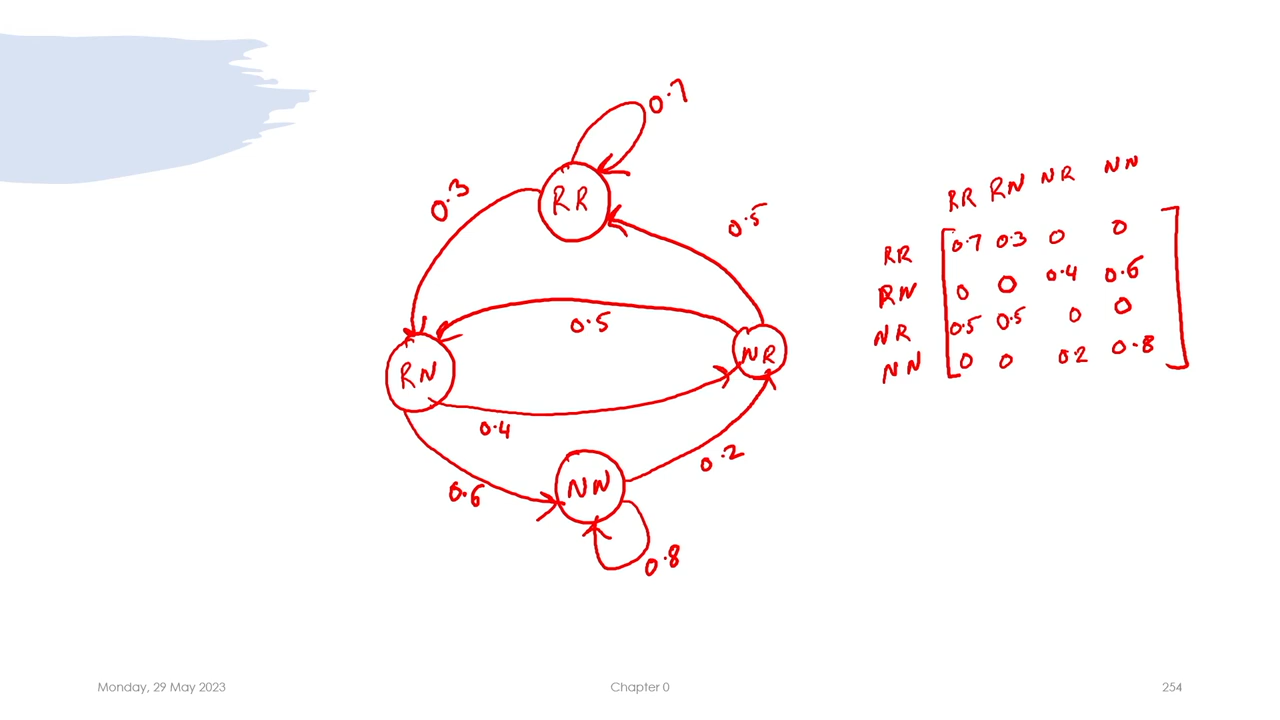 0.7
0.3
RR
0.5
0.5
RN
NR
0.4
0.2
0.6
NN
0.8
RR RN NR NN
RR 0.7 0.3 0 0
RN 0 0 0.4 0.6
NR 0.5 0.5 0 0
NN 0 0 0.2 0.8
Monday, 29 May 2023
Chapter 0
254